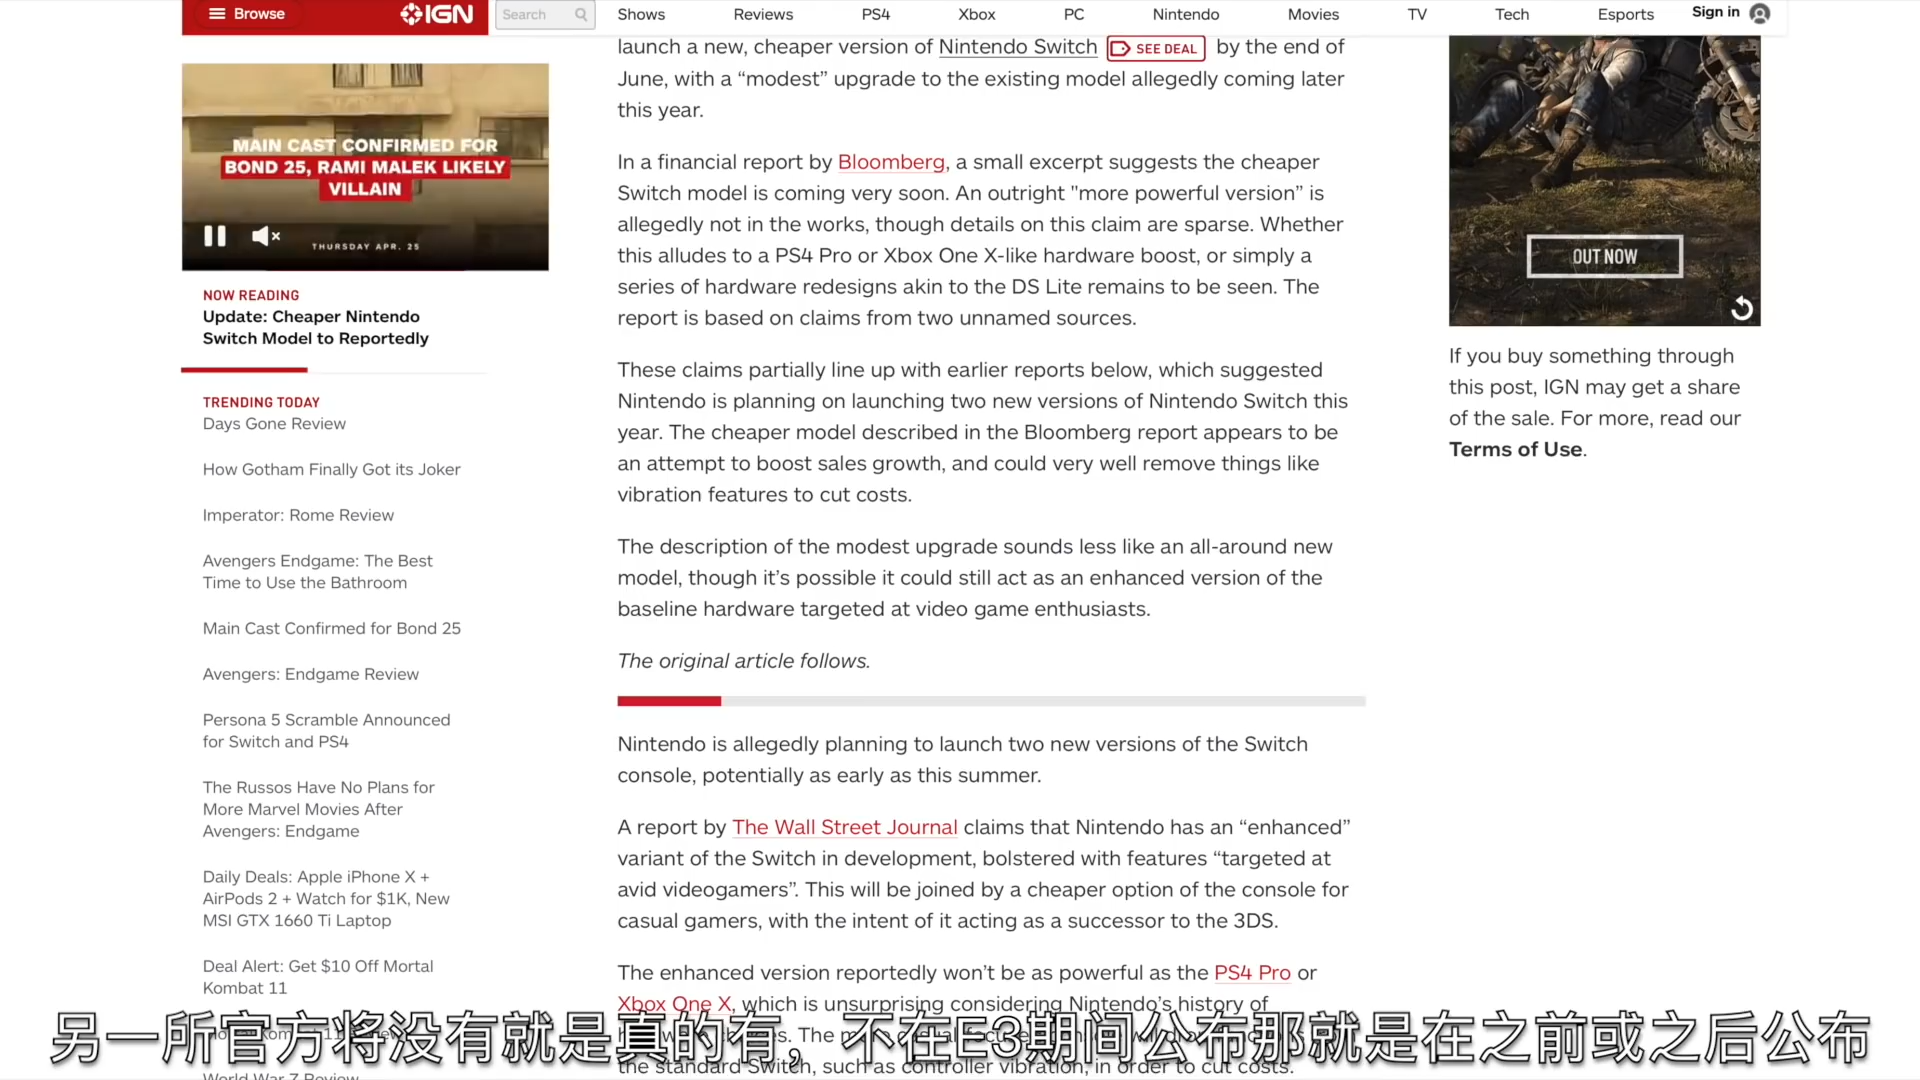 Browse
IGN
Search
Shows
Reviews
PS4
Xbox
PC
Nintendo
Movies
TV
Tech
Esports
Sign in
MAIN CAST CONFIRMED FOR
BOND 25, RAMI MALEK LIKELY
VILLAIN
THURSDAY APR. 25
NOW READING
Update: Cheaper Nintendo
Switch Model to Reportedly
TRENDING TODAY
Days Gone Review
How Gotham Finally Got its Joker
Imperator: Rome Review
Avengers Endgame: The Best
Time to Use the Bathroom
Main Cast Confirmed for Bond 25
Avengers: Endgame Review
Persona 5 Scramble Announced
for Switch and PS4
The Russos Have No Plans for
More Marvel Movies After
Avengers: Endgame
Daily Deals: Apple iPhone X +
AirPods 2 + Watch for $1K, New
MSI GTX 1660 Ti Laptop
Deal Alert: Get $10 Off Mortal
Kombat 11
World War Z Review
launch a new, cheaper version of Nintendo Switch SEE DEAL by the end of
June, with a “modest” upgrade to the existing model allegedly coming later
this year.
In a financial report by Bloomberg, a small excerpt suggests the cheaper
Switch model is coming very soon. An outright "more powerful version” is
allegedly not in the works, though details on this claim are sparse. Whether
this alludes to a PS4 Pro or Xbox One X-like hardware boost, or simply a
series of hardware redesigns akin to the DS Lite remains to be seen. The
report is based on claims from two unnamed sources.
These claims partially line up with earlier reports below, which suggested
Nintendo is planning on launching two new versions of Nintendo Switch this
year. The cheaper model described in the Bloomberg report appears to be
an attempt to boost sales growth, and could very well remove things like
vibration features to cut costs.
The description of the modest upgrade sounds less like an all-around new
model, though it’s possible it could still act as an enhanced version of the
baseline hardware targeted at video game enthusiasts.
The original article follows.
Nintendo is allegedly planning to launch two new versions of the Switch
console, potentially as early as this summer.
A report by The Wall Street Journal claims that Nintendo has an “enhanced”
variant of the Switch in development, bolstered with features “targeted at
avid videogamers”. This will be joined by a cheaper option of the console for
casual gamers, with the intent of it acting as a successor to the 3DS.
The enhanced version reportedly won’t be as powerful as the PS4 Pro or
Xbox One X, which is unsurprising considering Nintendo’s history of
the standard Switch, such as controller vibration, in order to cut costs.
OUT NOW
If you buy something through
this post, IGN may get a share
of the sale. For more, read our
Terms of Use.
另一所官方将没有就是真的有，不在E3期间公布那就是在之前或之后公布